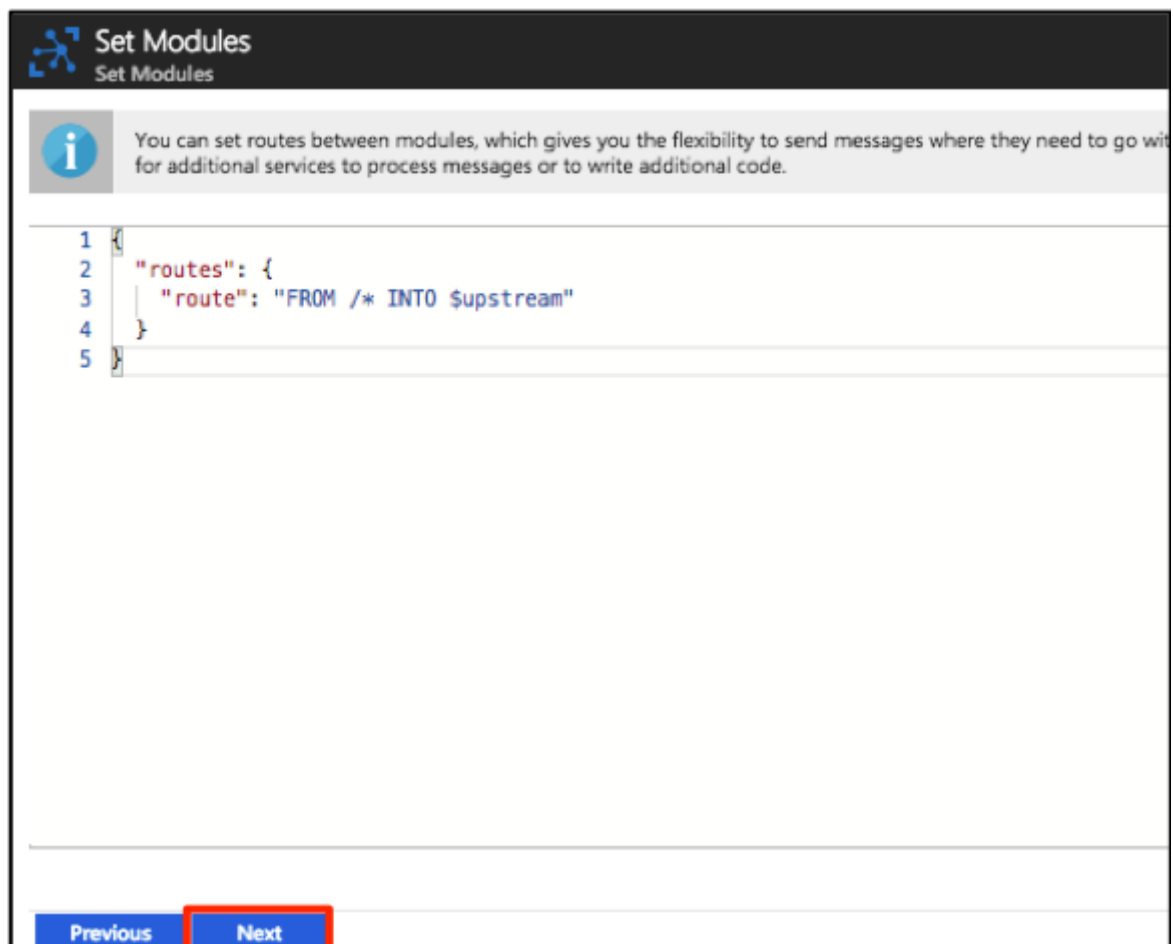 Set Modules
Set Modules
You can set routes between modules, which gives you the flexibility to send messages where they need to go wit
for additional services to process messages or to write additional code.
1 {
2 "routes": {
3 "route": "FROM /* INTO $upstream"
4 }
5 }
Previous Next